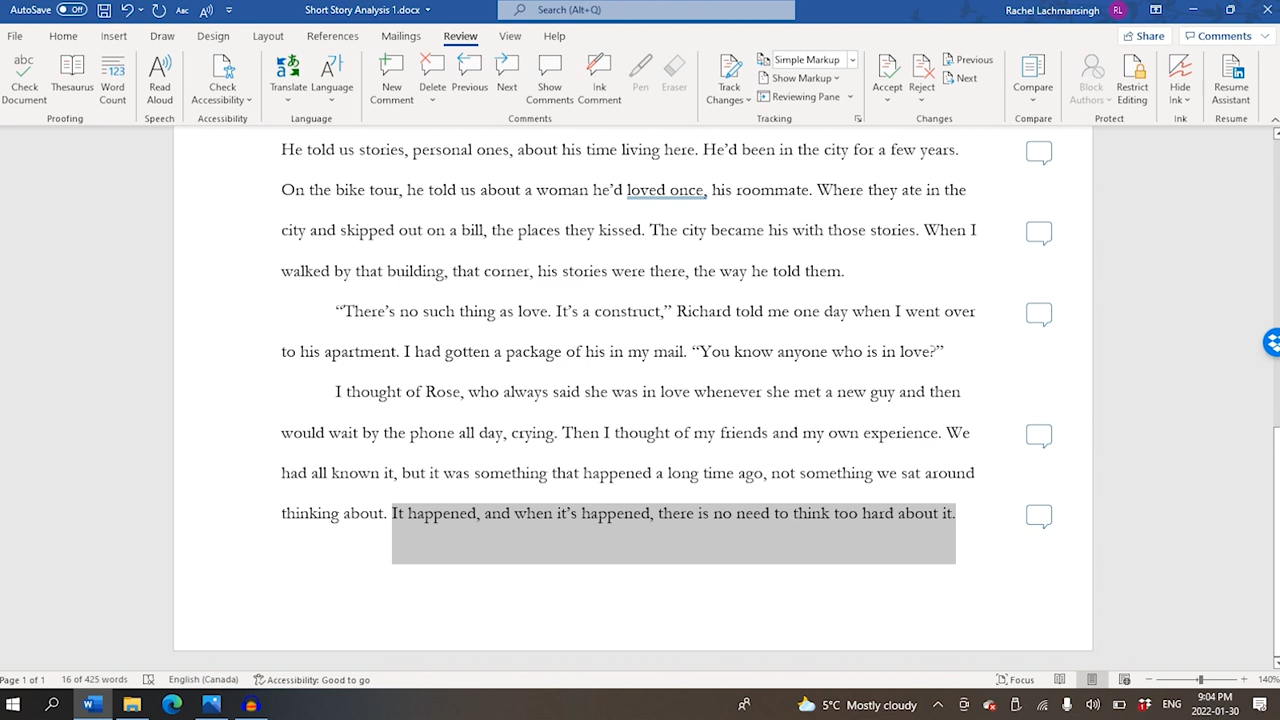 AutoSave Off Short Story Analysis 1.docx Search (Alt+Q) Rachel Lachmansingh RL
File Home Insert Draw Design Layout References Mailings Review View Help Share Comments
Check Document Thesaurus Word Count Read Aloud Check Accessibility Translate Language New Comment Delete Previous Next Show Comments Ink Comment Pen Eraser Track Changes Simple Markup Show Markup Reviewing Pane Accept Reject Previous Next Compare Block Authors Restrict Editing Hide Ink Resume Assistant
Proofing Speech Accessibility Language Comments Tracking Changes Compare Protect Ink Resume
He told us stories, personal ones, about his time living here. He’d been in the city for a few years.
On the bike tour, he told us about a woman he’d loved once, his roommate. Where they ate in the
city and skipped out on a bill, the places they kissed. The city became his with those stories. When I
walked by that building, that corner, his stories were there, the way he told them.
“There’s no such thing as love. It’s a construct,” Richard told me one day when I went over
to his apartment. I had gotten a package of his in my mail. “You know anyone who is in love?”
I thought of Rose, who always said she was in love whenever she met a new guy and then
would wait by the phone all day, crying. Then I thought of my friends and my own experience. We
had all known it, but it was something that happened a long time ago, not something we sat around
thinking about. It happened, and when it’s happened, there is no need to think too hard about it.
Page 1 of 1 16 of 425 words English (Canada) Accessibility: Good to go Focus 140%
5°C Mostly cloudy ENG 9:04 PM
2022-01-30